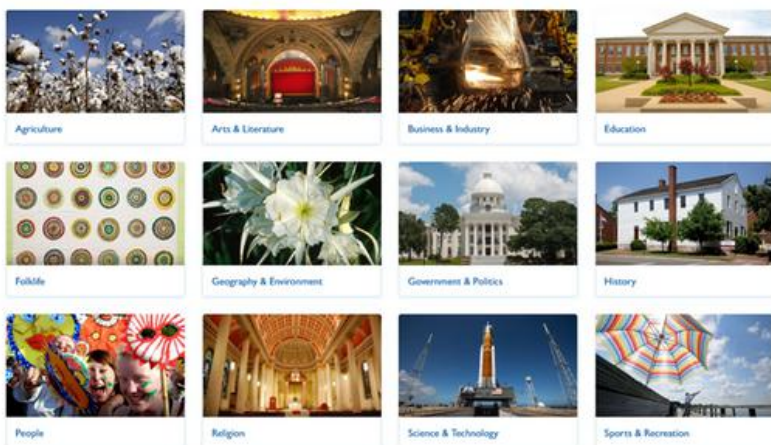 Agriculture
Arts & Literature
Business & Industry
Education
Folklife
Geography & Environment
Government & Politics
History
People
Religion
Science & Technology
Sports & Recreation